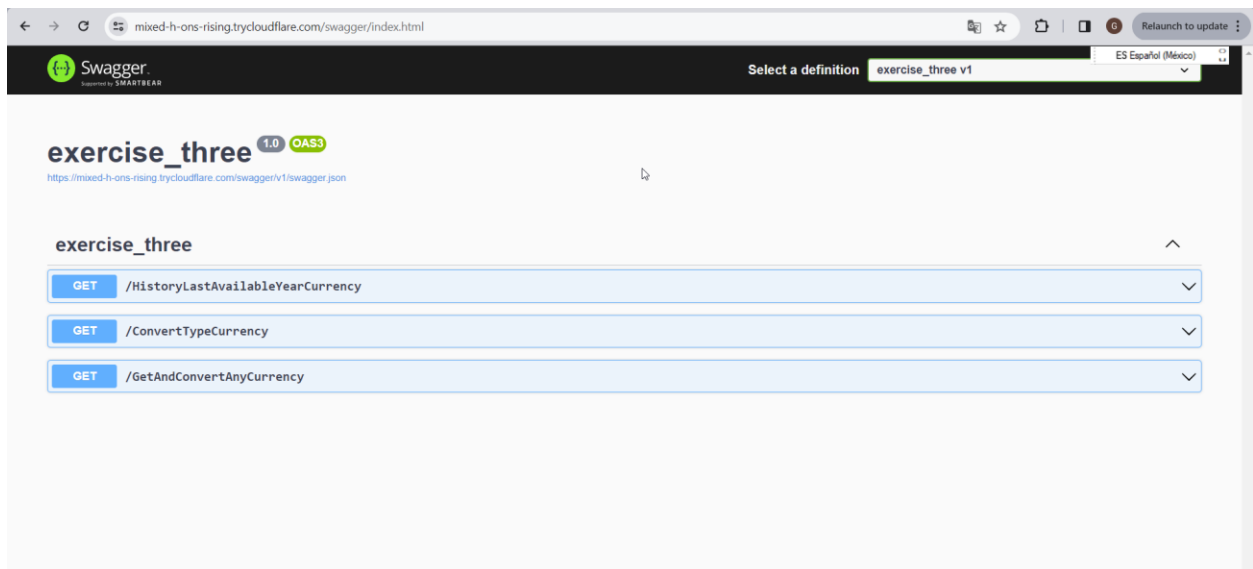 mixed-h-ons-rising.trycloudflare.com/swagger/index.html
G
Relaunch to update
Swagger.
Supported by SMARTBEAR
Select a definition
exercise_three v1
ES Español (México)
exercise_three 1.0 OAS3
https://mixed-h-ons-rising.trycloudflare.com/swagger/v1/swagger.json
exercise_three
GET /HistoryLastAvailableYearCurrency
GET /ConvertTypeCurrency
GET /GetAndConvertAnyCurrency